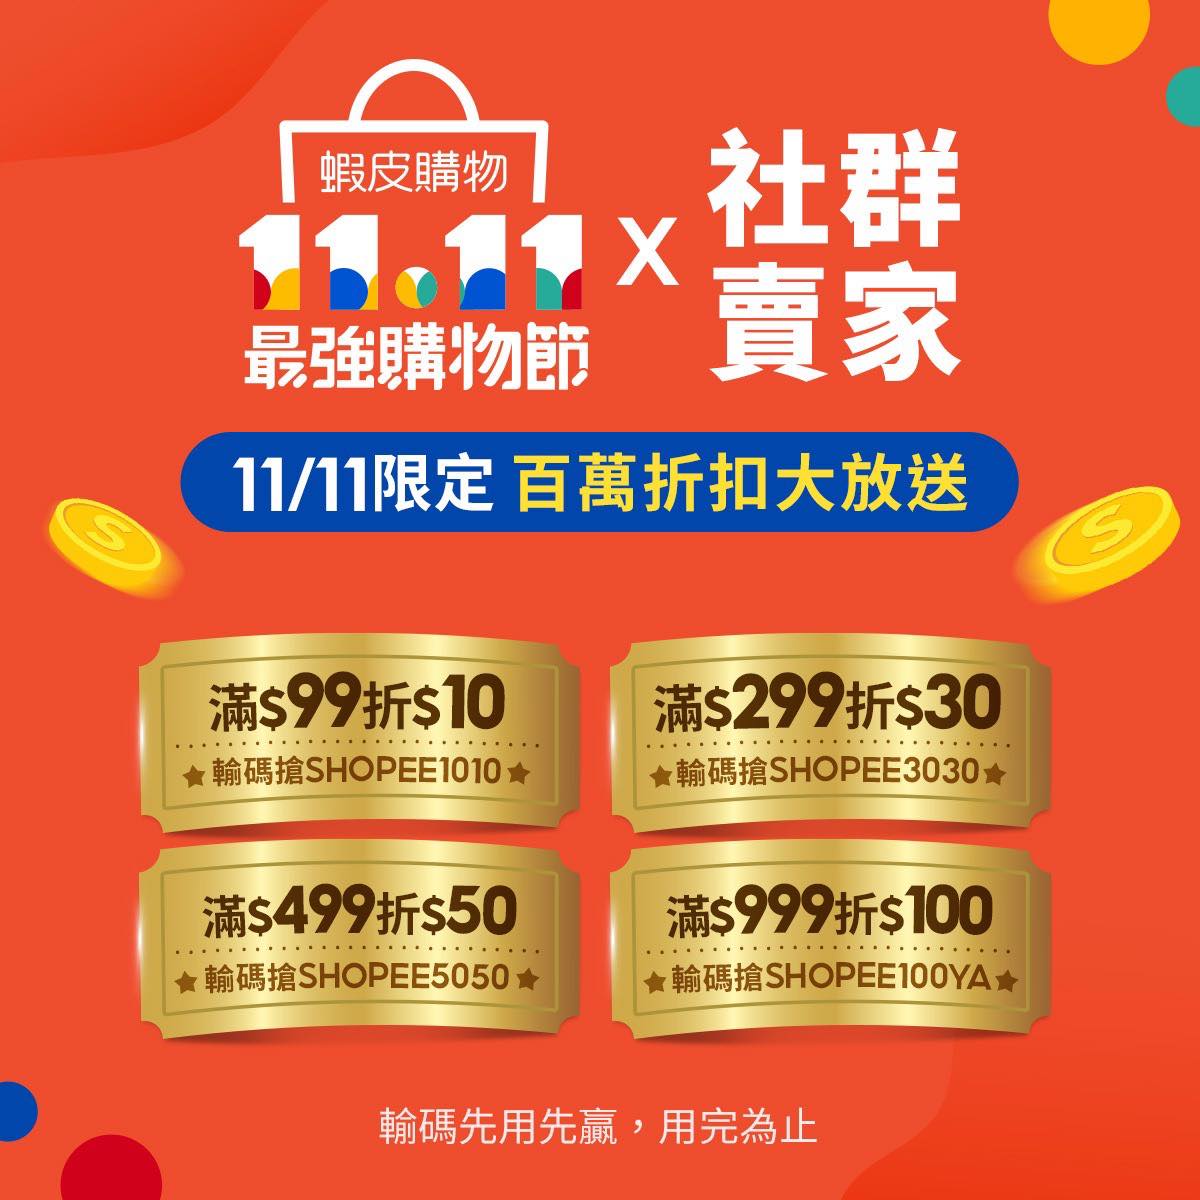 蝦皮購物
11.11
最強購物節
X
社群
賣家
11/11限定 百萬折扣大放送
滿$99折$10
★輸碼搶SHOPEE1010★
滿$299折$30
★輸碼搶SHOPEE3030★
滿$499折$50
★輸碼搶SHOPEE5050★
滿$999折$100
★輸碼搶SHOPEE100YA★
輸碼先用先贏，用完為止